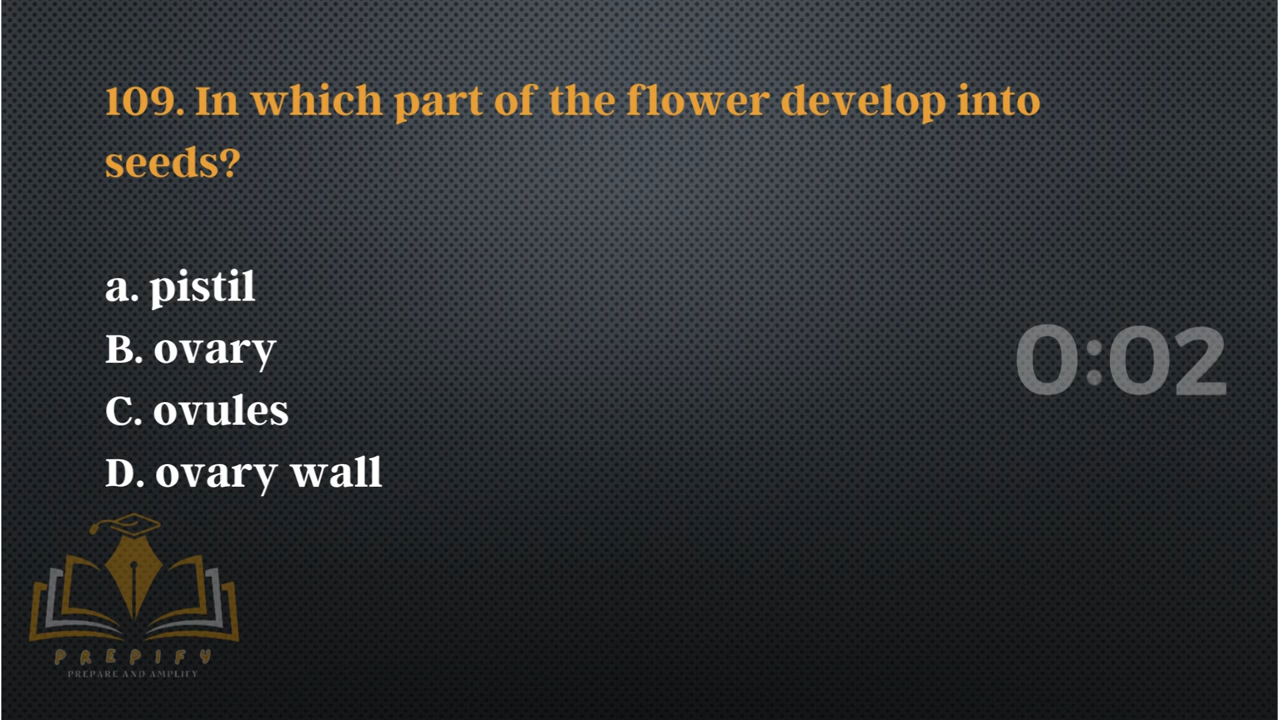 109. In which part of the flower develop into
seeds?
a. pistil
B. ovary
C. ovules
D. ovary wall
0:02
PREPIFY
PREPARE AND AMPLIFY